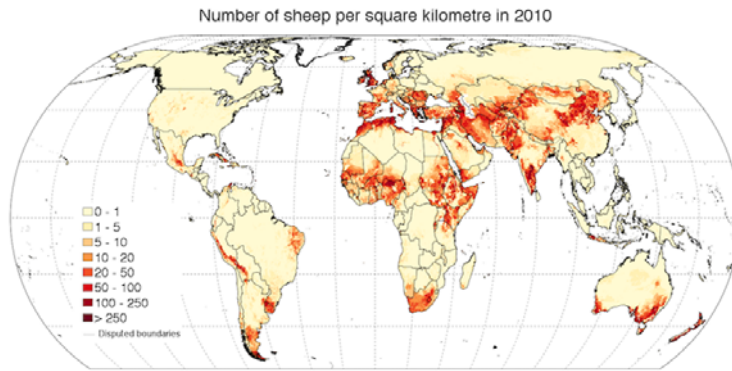 Number of sheep per square kilometre in 2010
0 - 1
1 - 5
5 - 10
10 - 20
20 - 50
50 - 100
100 - 250
> 250
Disputed boundaries